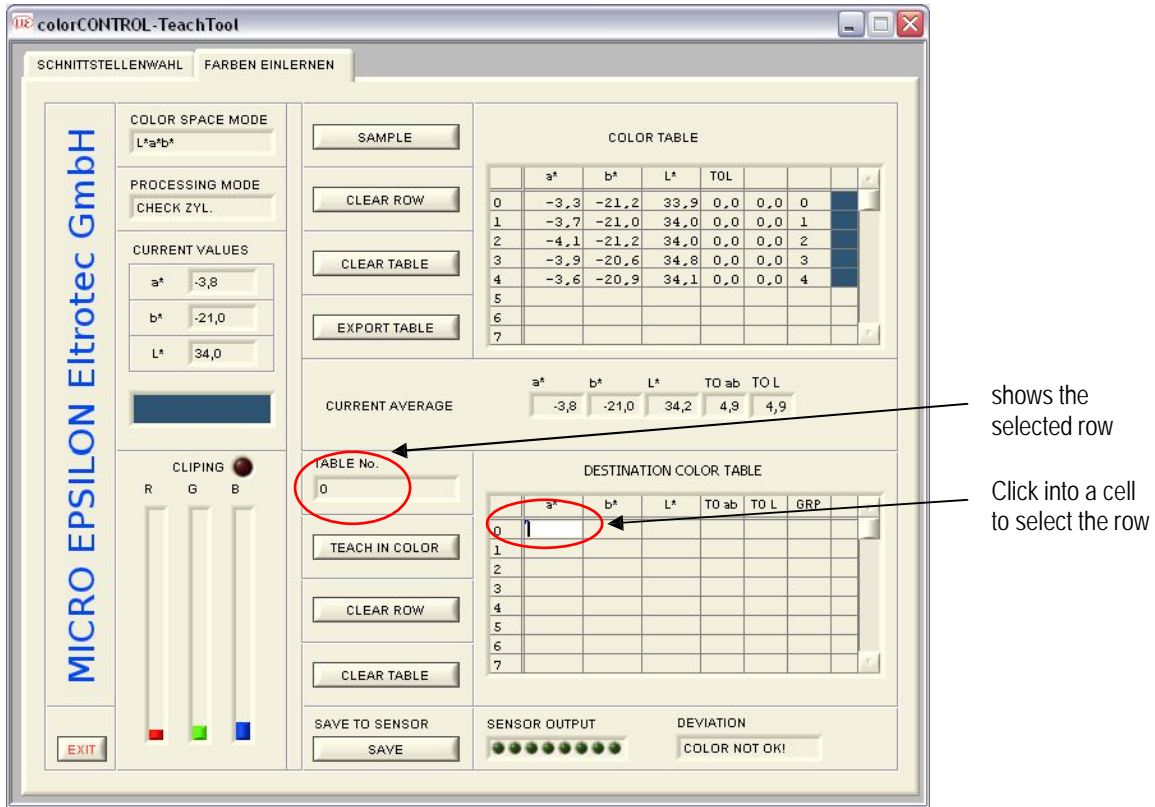 colorCONTROL-TeachTool
SCHNITTSTELLENWAHL FARBEN EINLERNEN
MICRO EPSILON Eltrotec GmbH
COLOR SPACE MODE
L*a*b*
PROCESSING MODE
CHECK ZYL.
CURRENT VALUES
a* -3,8
b* -21,0
L* 34,0
CLIPING
R G B
EXIT
SAMPLE
CLEAR ROW
CLEAR TABLE
EXPORT TABLE
COLOR TABLE
a* b* L* TOL
0 -3,3 -21,2 33,9 0,0 0,0 0
1 -3,7 -21,0 34,0 0,0 0,0 1
2 -4,1 -21,2 34,0 0,0 0,0 2
3 -3,9 -20,6 34,8 0,0 0,0 3
4 -3,6 -20,9 34,1 0,0 0,0 4
5
6
7
a* b* L* TO ab TO L
CURRENT AVERAGE -3,8 -21,0 34,2 4,9 4,9
TABLE No.
0
TEACH IN COLOR
CLEAR ROW
CLEAR TABLE
SAVE TO SENSOR
SAVE
DESTINATION COLOR TABLE
a* b* L* TO ab TO L GRP
0
1
2
3
4
5
6
7
SENSOR OUTPUT
DEVIATION
COLOR NOT OK!
shows the
selected row
Click into a cell
to select the row